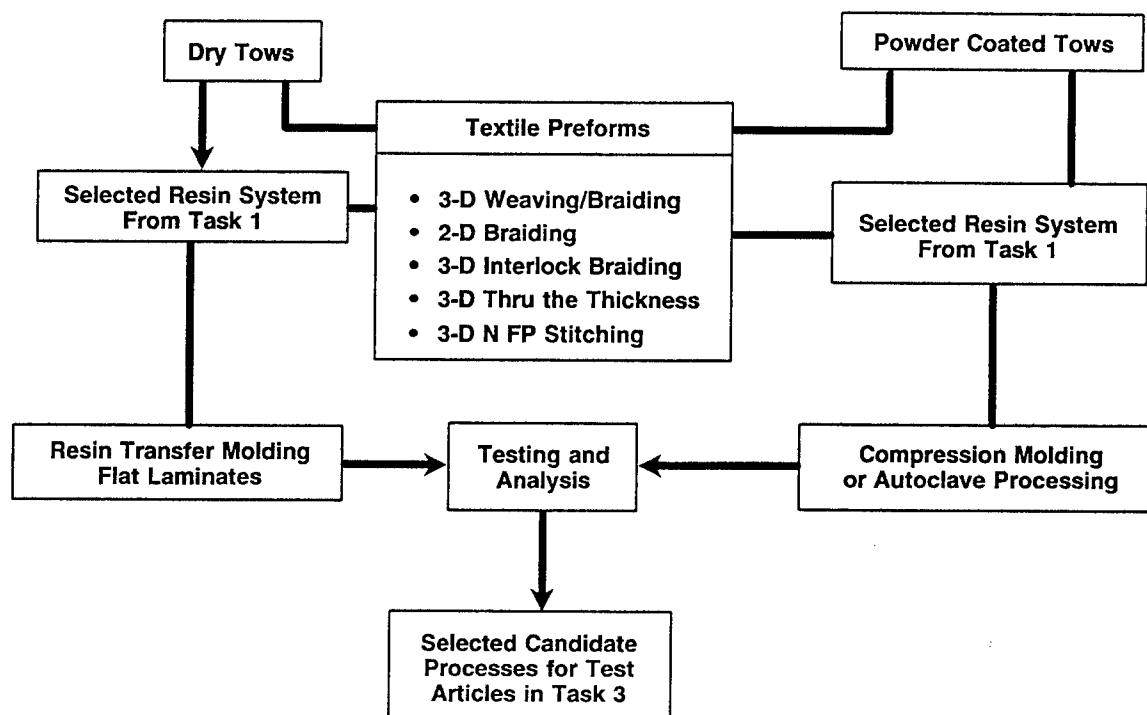 Dry Tows
Powder Coated Tows
Textile Preforms
• 3-D Weaving/Braiding
• 2-D Braiding
• 3-D Interlock Braiding
• 3-D Thru the Thickness
• 3-D N FP Stitching
Selected Resin System
From Task 1
Selected Resin System
From Task 1
Resin Transfer Molding
Flat Laminates
Testing and
Analysis
Compression Molding
or Autoclave Processing
Selected Candidate
Processes for Test
Articles in Task 3